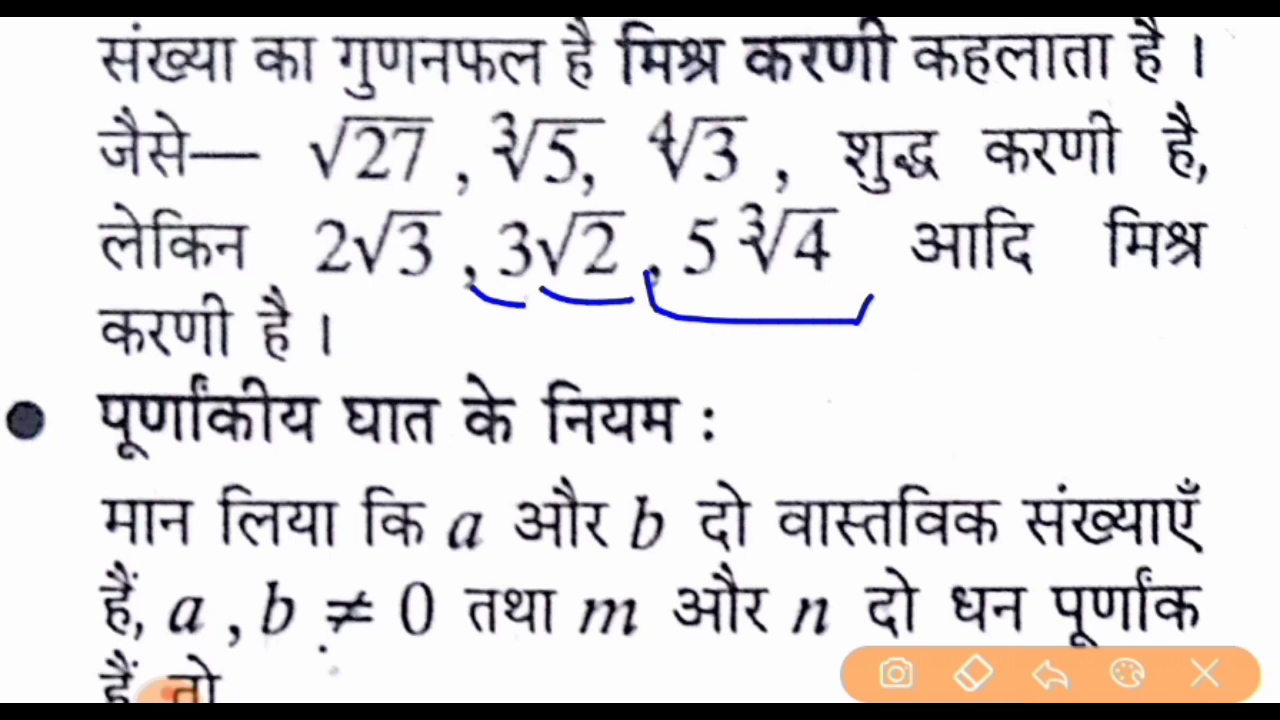 संख्या का गुणनफल है मिश्र करणी कहलाता है ।
जैसे— √27 , ∛5, ∜3 , शुद्ध करणी है,
लेकिन 2√3 , 3√2 , 5 ∛4 आदि मिश्र
करणी है ।
● पूर्णांकीय घात के नियम :
मान लिया कि a और b दो वास्तविक संख्याएँ
हैं, a , b ≠ 0 तथा m और n दो धन पूर्णांक
हैं तो